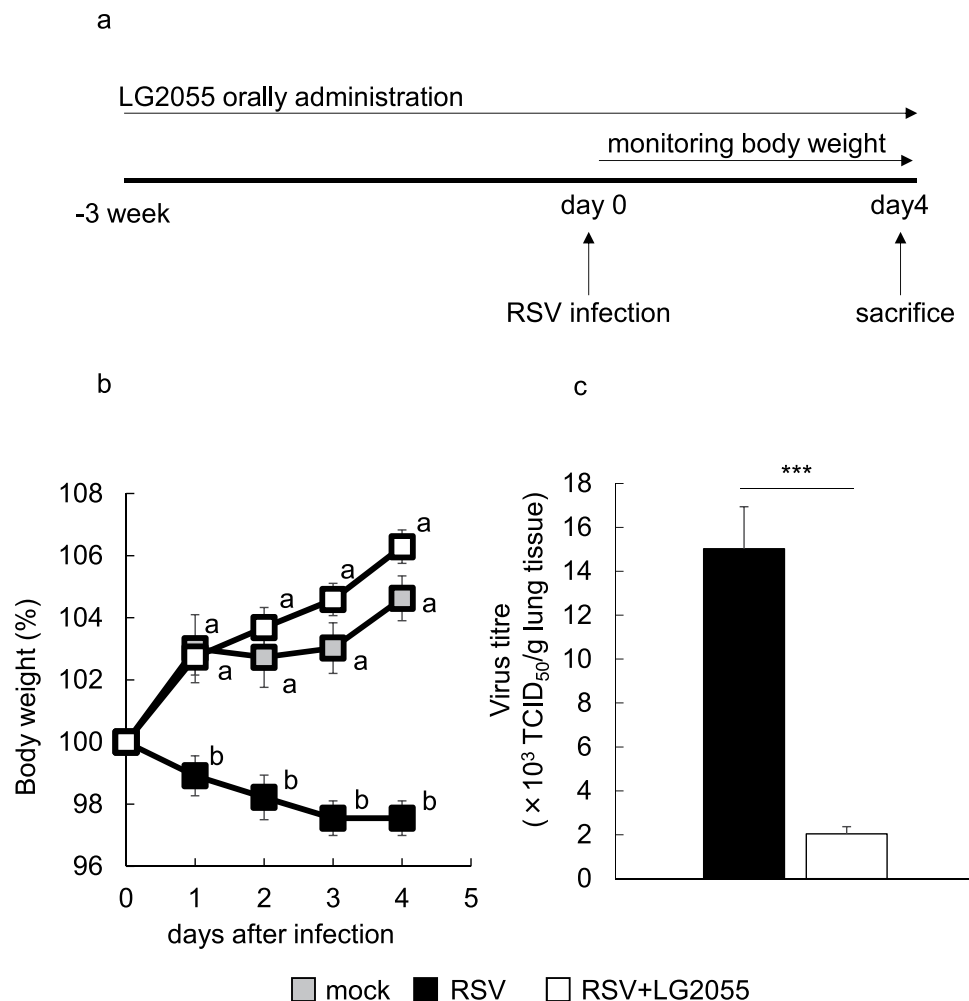 a
LG2055 orally administration
monitoring body weight
-3 week
day 0
day4
RSV infection
sacrifice
b
c
Body weight (%)
108
106
104
102
100
98
96
a
a
a
a
a
a
a
a
b
b
b
b
0 1 2 3 4 5
days after infection
Virus titre
(×10³ TCID₅₀/g lung tissue)
18
16
14
12
10
8
6
4
2
0
***
mock RSV RSV+LG2055